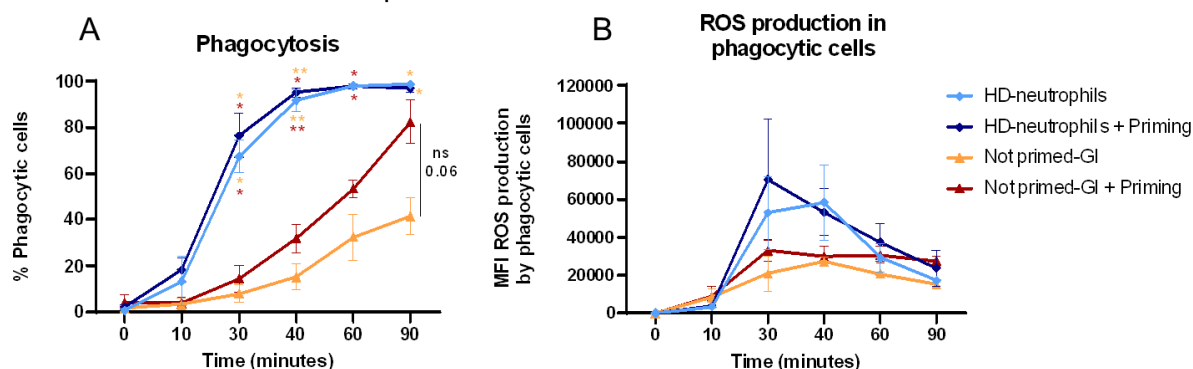 A
Phagocytosis
% Phagocytic cells
100
80
60
40
20
0
** * *
* * *
* * *
** *
* **
*
ns
0.06
0 10 30 40 60 90
Time (minutes)
B
ROS production in
phagocytic cells
MFI ROS production
by phagocytic cells
120000
100000
80000
60000
40000
20000
0
0 10 30 40 60 90
Time (minutes)
HD-neutrophils
HD-neutrophils + Priming
Not primed-GI
Not primed-GI + Priming